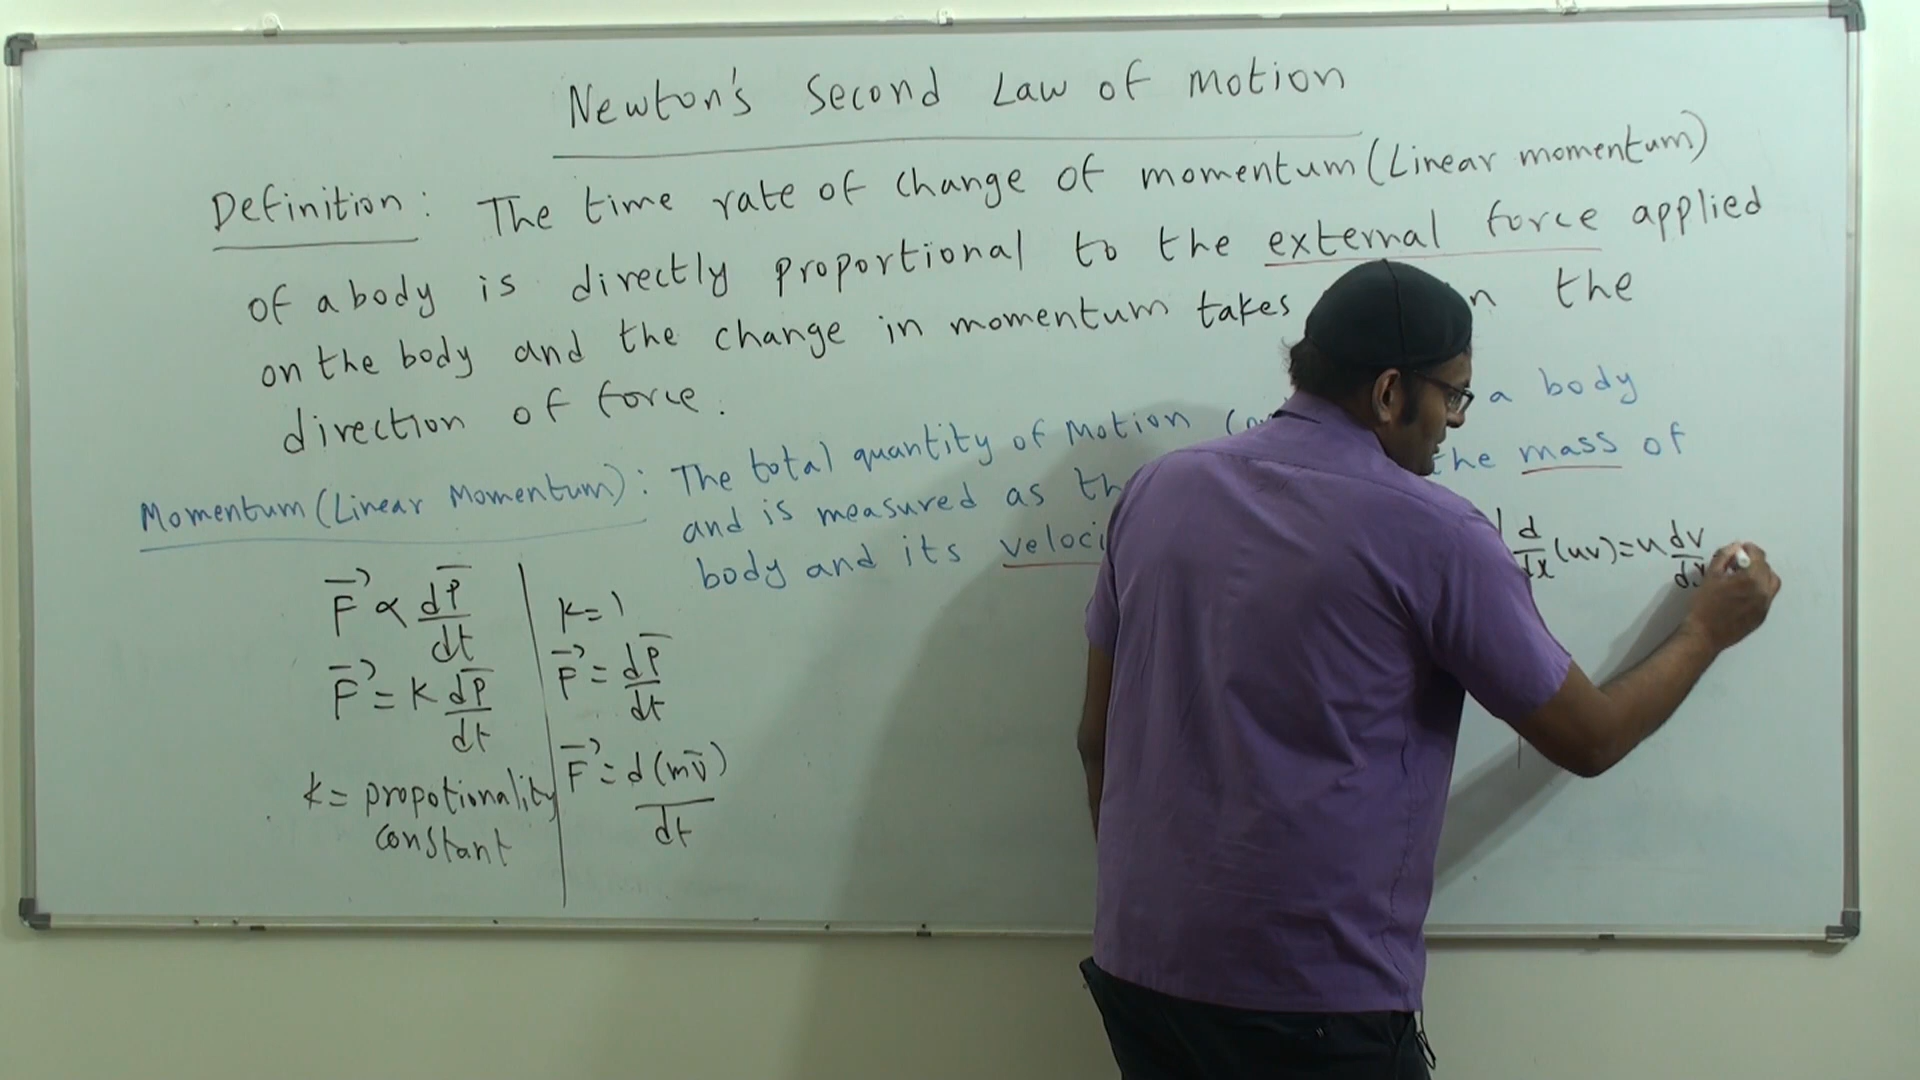 Newton's Second Law of Motion
Definition: The time rate of change of momentum (Linear momentum)
of a body is directly proportional to the external force applied
on the body and the change in momentum takes the
direction of force.
Momentum (Linear Momentum): The total quantity of Motion a body
and is measured as the mass of
body and its
F⃗ ∝ dP̅/dt
F⃗ = K dP̅/dt
k = propotionality
constant
k=1
F⃗ = dP̅/dt
F⃗ = d(mv̅)/dt
d/dx (uv) = u dv/dx